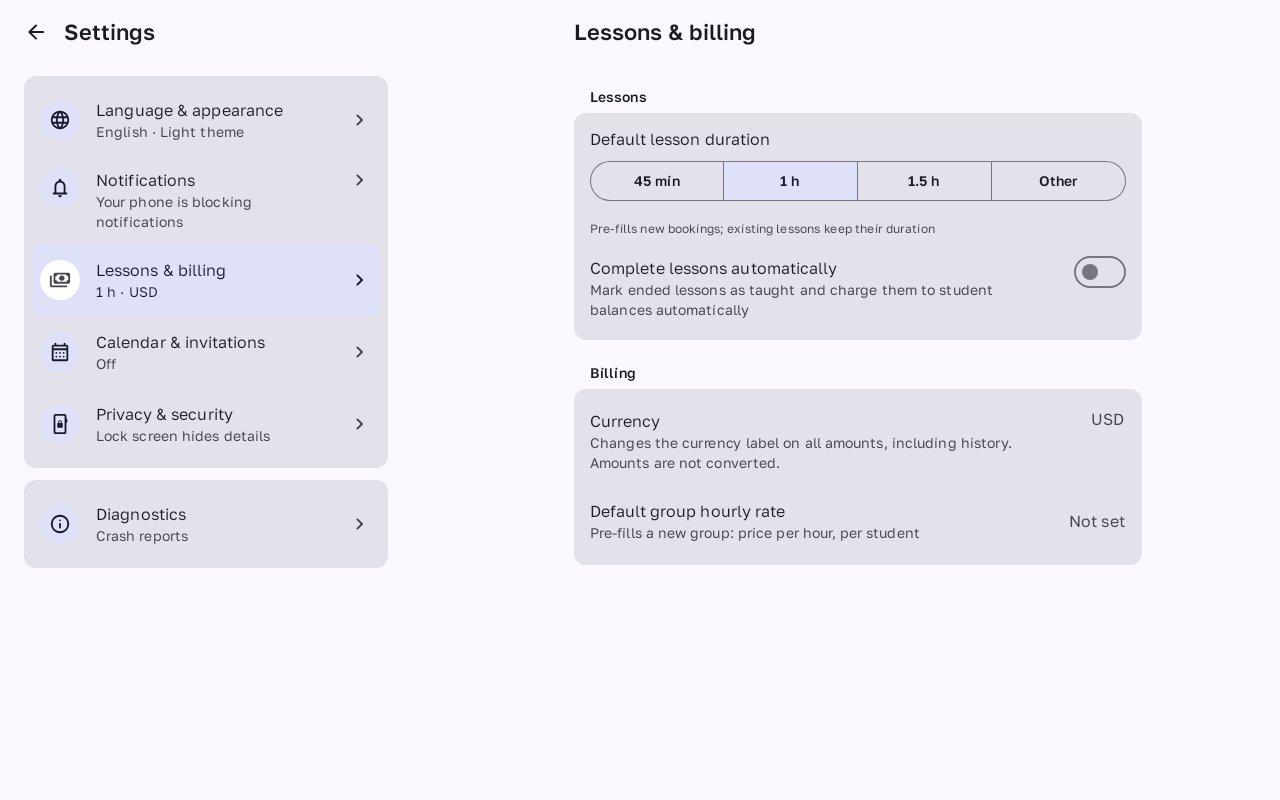 Settings
Language & appearance
English · Light theme
Notifications
Your phone is blocking
notifications
Lessons & billing
1 h · USD
Calendar & invitations
Off
Privacy & security
Lock screen hides details
Diagnostics
Crash reports
Lessons & billing
Lessons
Default lesson duration
45 min
1 h
1.5 h
Other
Pre-fills new bookings; existing lessons keep their duration
Complete lessons automatically
Mark ended lessons as taught and charge them to student
balances automatically
Billing
Currency
USD
Changes the currency label on all amounts, including history.
Amounts are not converted.
Default group hourly rate
Not set
Pre-fills a new group: price per hour, per student